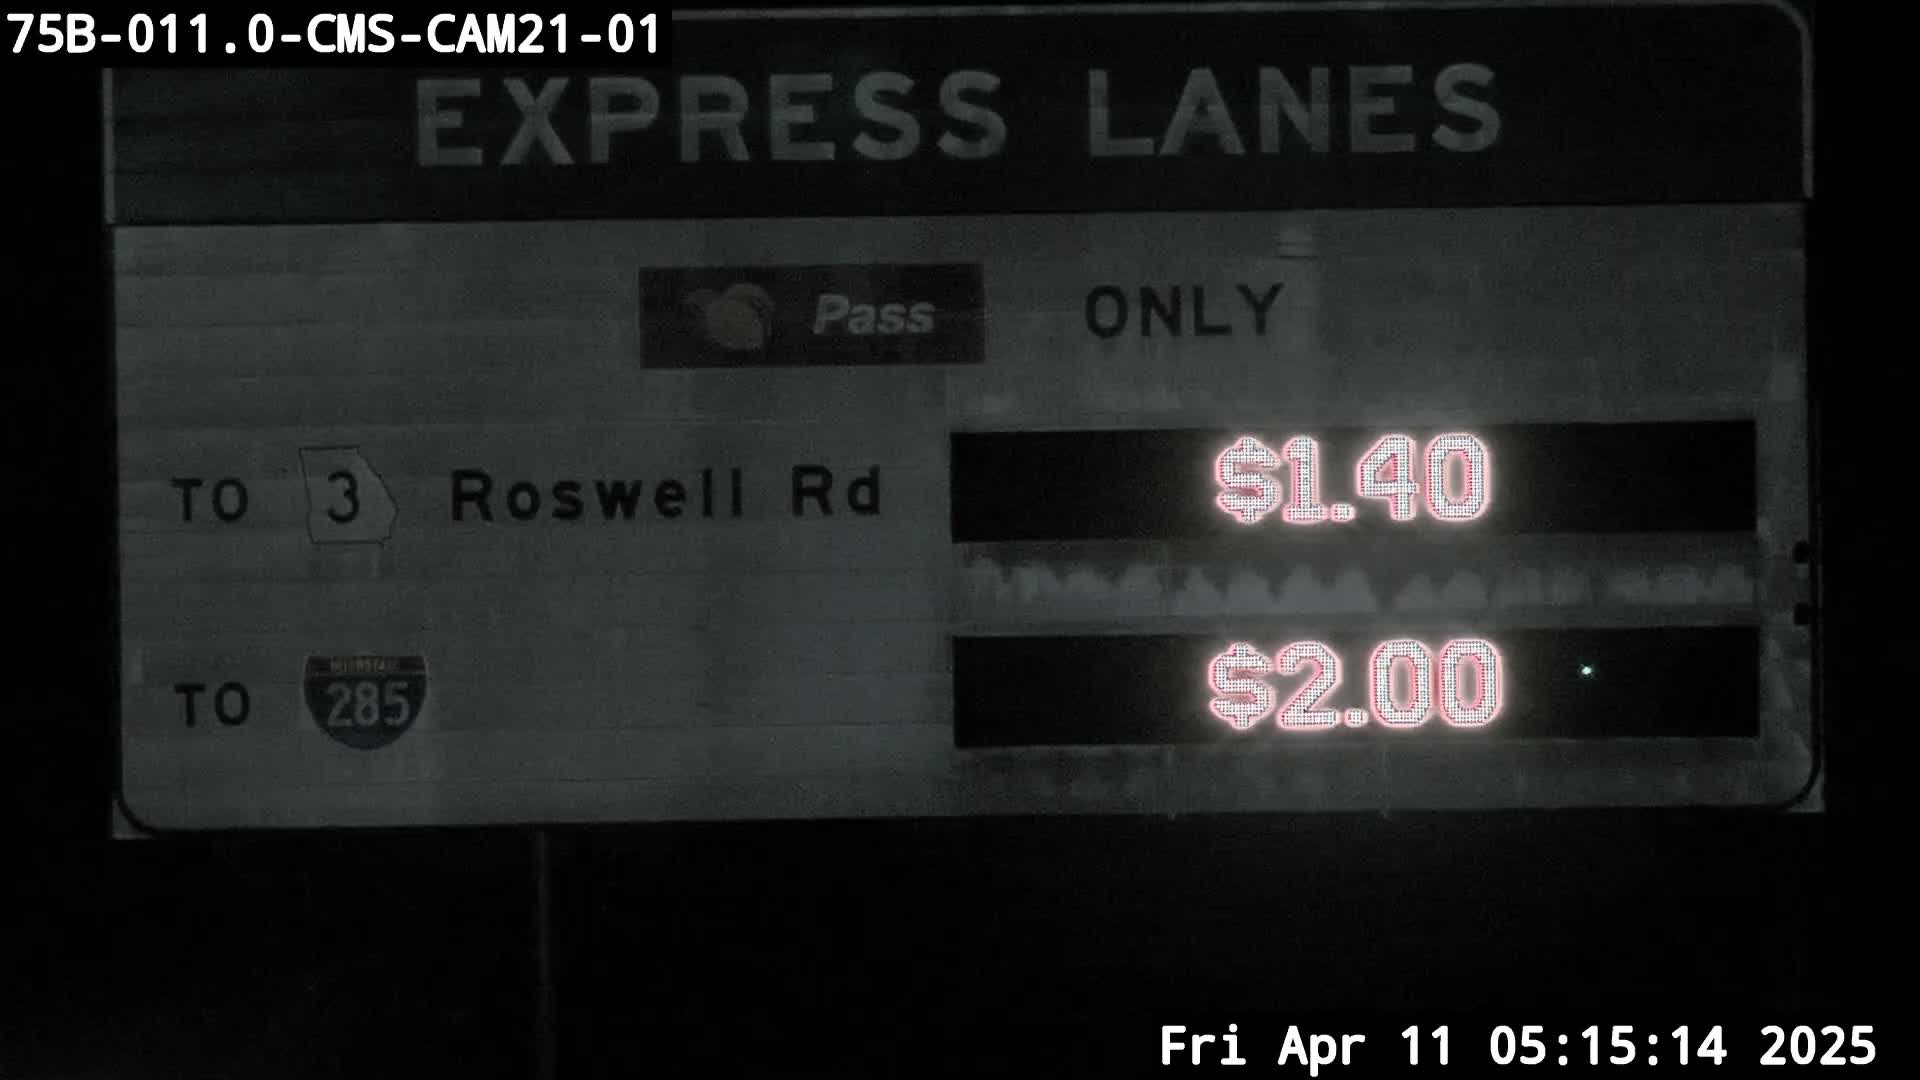 75B-011.0-CMS-CAM21-01
EXPRESS LANES
Pass ONLY
TO 3 Roswell Rd $1.40
INTERSTATE
TO 285 $2.00
Fri Apr 11 05:15:14 2025